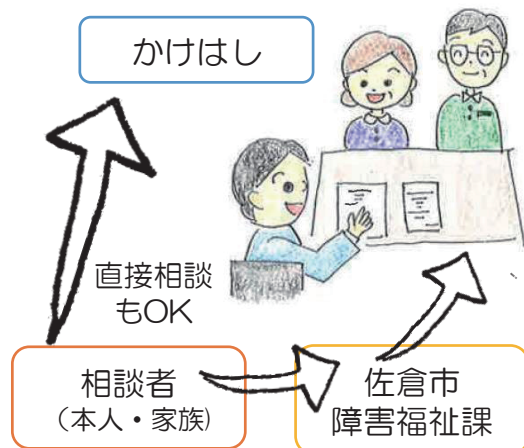 かけはし
直接相談
もOK
相談者
（本人・家族）
佐倉市
障害福祉課